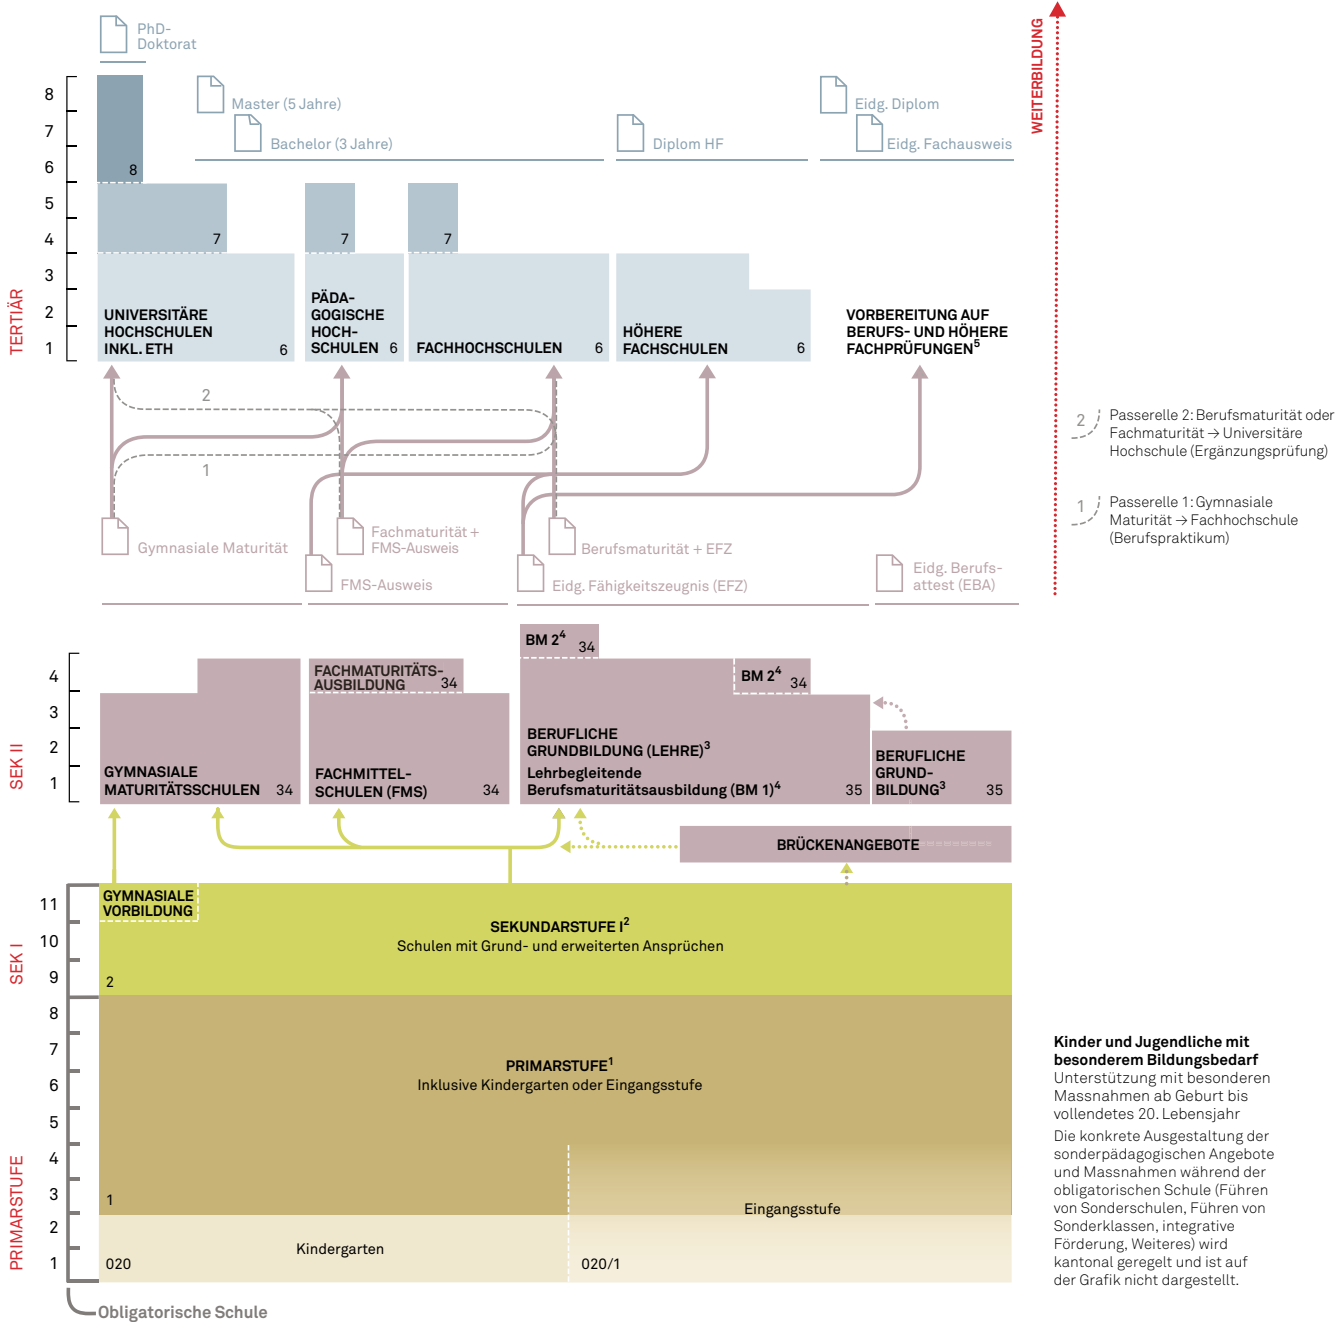 PhD-
Doktorat
WEITERBILDUNG
8
7
6
5
4
3
2
1
TERTIÄR
Master (5 Jahre)
Bachelor (3 Jahre)
Diplom HF
Eidg. Diplom
Eidg. Fachausweis
8
7
7
7
UNIVERSITÄRE
HOCHSCHULEN
INKL. ETH
6
PÄDA-
GOGISCHE
HOCH-
SCHULEN 6
FACHHOCHSCHULEN 6
HÖHERE
FACHSCHULEN 6
VORBEREITUNG AUF
BERUFS- UND HÖHERE
FACHPRÜFUNGEN⁵
2
1
2
Passerelle 2: Berufsmaturität oder
Fachmaturität → Universitäre
Hochschule (Ergänzungsprüfung)
1
Passerelle 1: Gymnasiale
Maturität → Fachhochschule
(Berufspraktikum)
Gymnasiale Maturität
Fachmaturität +
FMS-Ausweis
FMS-Ausweis
Berufsmaturität + EFZ
Eidg. Fähigkeitszeugnis (EFZ)
Eidg. Berufs-
attest (EBA)
4
3
2
1
SEK II
GYMNASIALE
MATURITÄTSSCHULEN 34
FACHMATURITÄTS-
AUSBILDUNG 34
FACHMITTEL-
SCHULEN (FMS) 34
BM 2⁴ 34
BM 2⁴ 34
BERUFLICHE
GRUNDBILDUNG (LEHRE)³
Lehrbegleitende
Berufsmaturitätsausbildung (BM 1)⁴ 35
BERUFLICHE
GRUND-
BILDUNG³ 35
BRÜCKENANGEBOTE
11
10
9
SEK I
GYMNASIALE
VORBILDUNG
SEKUNDARSTUFE I²
Schulen mit Grund- und erweiterten Ansprüchen
2
8
7
6
5
4
3
2
1
PRIMARSTUFE
PRIMARSTUFE¹
Inklusive Kindergarten oder Eingangsstufe
1
Eingangsstufe
Kindergarten
020
020/1
Obligatorische Schule
Kinder und Jugendliche mit
besonderem Bildungsbedarf
Unterstützung mit besonderen
Massnahmen ab Geburt bis
vollendetes 20. Lebensjahr
Die konkrete Ausgestaltung der
sonderpädagogischen Angebote
und Massnahmen während der
obligatorischen Schule (Führen
von Sonderschulen, Führen von
Sonderklassen, integrative
Förderung, Weiteres) wird
kantonal geregelt und ist auf
der Grafik nicht dargestellt.